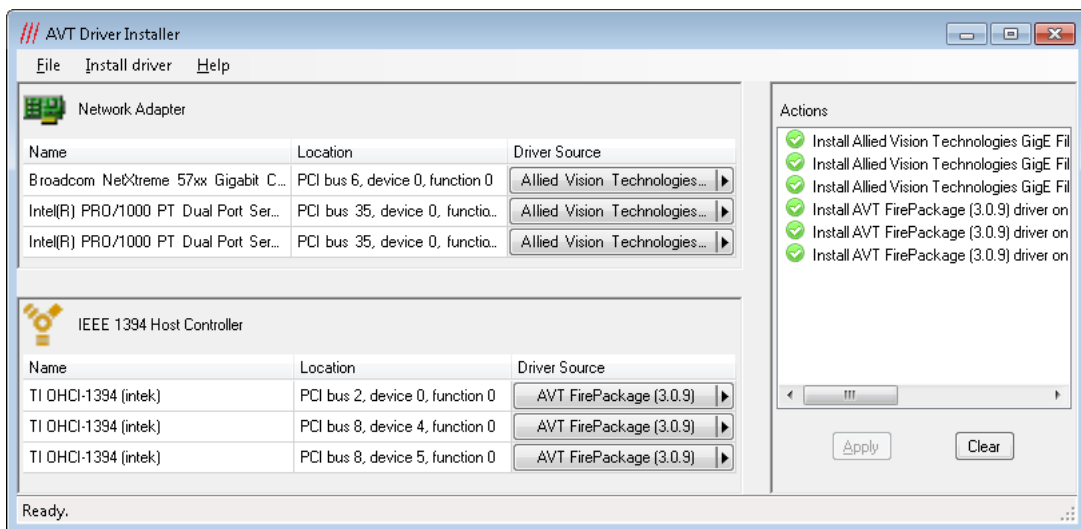 AVT Driver Installer
File Install driver Help
Network Adapter
Name Location Driver Source
Broadcom NetXtreme 57xx Gigabit C... PCI bus 6, device 0, function 0 Allied Vision Technologies...
Intel(R) PRO/1000 PT Dual Port Ser... PCI bus 35, device 0, functio... Allied Vision Technologies...
Intel(R) PRO/1000 PT Dual Port Ser... PCI bus 35, device 0, functio... Allied Vision Technologies...
IEEE 1394 Host Controller
Name Location Driver Source
TI OHCI-1394 (intek) PCI bus 2, device 0, function 0 AVT FirePackage (3.0.9)
TI OHCI-1394 (intek) PCI bus 8, device 4, function 0 AVT FirePackage (3.0.9)
TI OHCI-1394 (intek) PCI bus 8, device 5, function 0 AVT FirePackage (3.0.9)
Actions
Install Allied Vision Technologies GigE Fil
Install Allied Vision Technologies GigE Fil
Install Allied Vision Technologies GigE Fil
Install AVT FirePackage (3.0.9) driver on
Install AVT FirePackage (3.0.9) driver on
Install AVT FirePackage (3.0.9) driver on
Apply Clear
Ready.